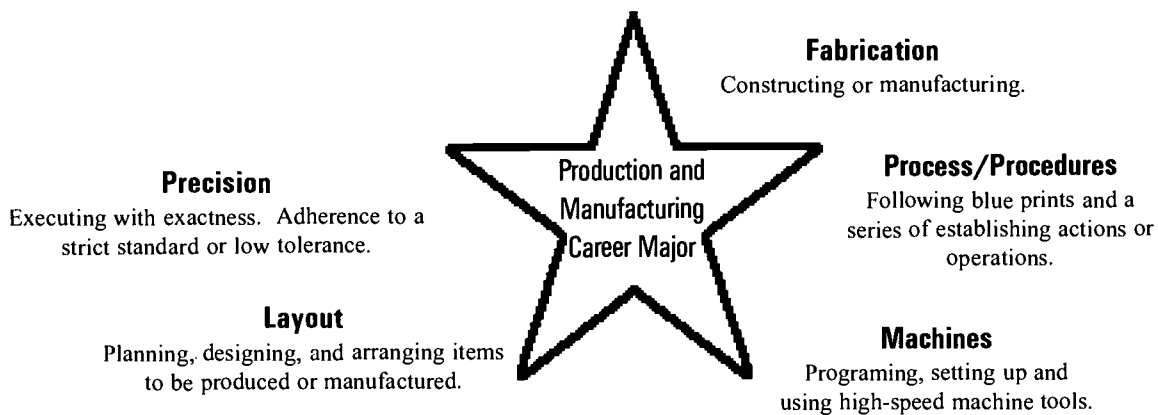 Fabrication
Constructing or manufacturing.
Process/Procedures
Following blue prints and a
series of establishing actions or
operations.
Machines
Programing, setting up and
using high-speed machine tools.
Layout
Planning, designing, and arranging items
to be produced or manufactured.
Precision
Executing with exactness. Adherence to a
strict standard or low tolerance.
Production and
Manufacturing
Career Major